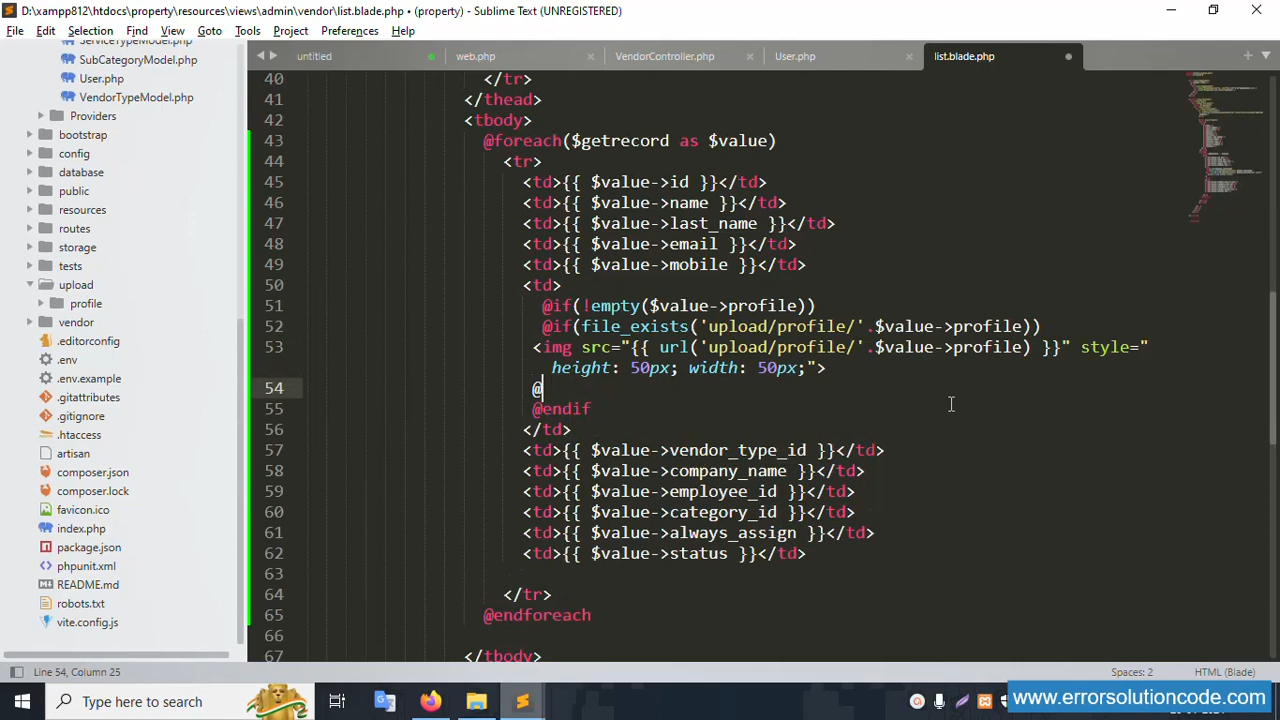 D:\xampp812\htdocs\property\resources\views\admin\vendor\list.blade.php • (property) - Sublime Text (UNREGISTERED)
File Edit Selection Find View Goto Tools Project Preferences Help
untitled web.php VendorController.php User.php list.blade.php
ServiceTypeModel.php
SubCategoryModel.php
User.php
VendorTypeModel.php
Providers
bootstrap
config
database
public
resources
routes
storage
tests
upload
profile
vendor
.editorconfig
.env
.env.example
.gitattributes
.gitignore
.htaccess
artisan
composer.json
composer.lock
favicon.ico
index.php
package.json
phpunit.xml
README.md
robots.txt
vite.config.js
40 </tr>
41 </thead>
42 <tbody>
43 @foreach($getrecord as $value)
44 <tr>
45 <td>{{ $value->id }}</td>
46 <td>{{ $value->name }}</td>
47 <td>{{ $value->last_name }}</td>
48 <td>{{ $value->email }}</td>
49 <td>{{ $value->mobile }}</td>
50 <td>
51 @if(!empty($value->profile))
52 @if(file_exists('upload/profile/'.$value->profile))
53 <img src="{{ url('upload/profile/'.$value->profile) }}" style="
height: 50px; width: 50px;">
54 @
55 @endif
56 </td>
57 <td>{{ $value->vendor_type_id }}</td>
58 <td>{{ $value->company_name }}</td>
59 <td>{{ $value->employee_id }}</td>
60 <td>{{ $value->category_id }}</td>
61 <td>{{ $value->always_assign }}</td>
62 <td>{{ $value->status }}</td>
63
64 </tr>
65 @endforeach
66
67 </tbody>
Line 54, Column 25 Spaces: 2 HTML (Blade)
Type here to search
www.errorsolutioncode.com